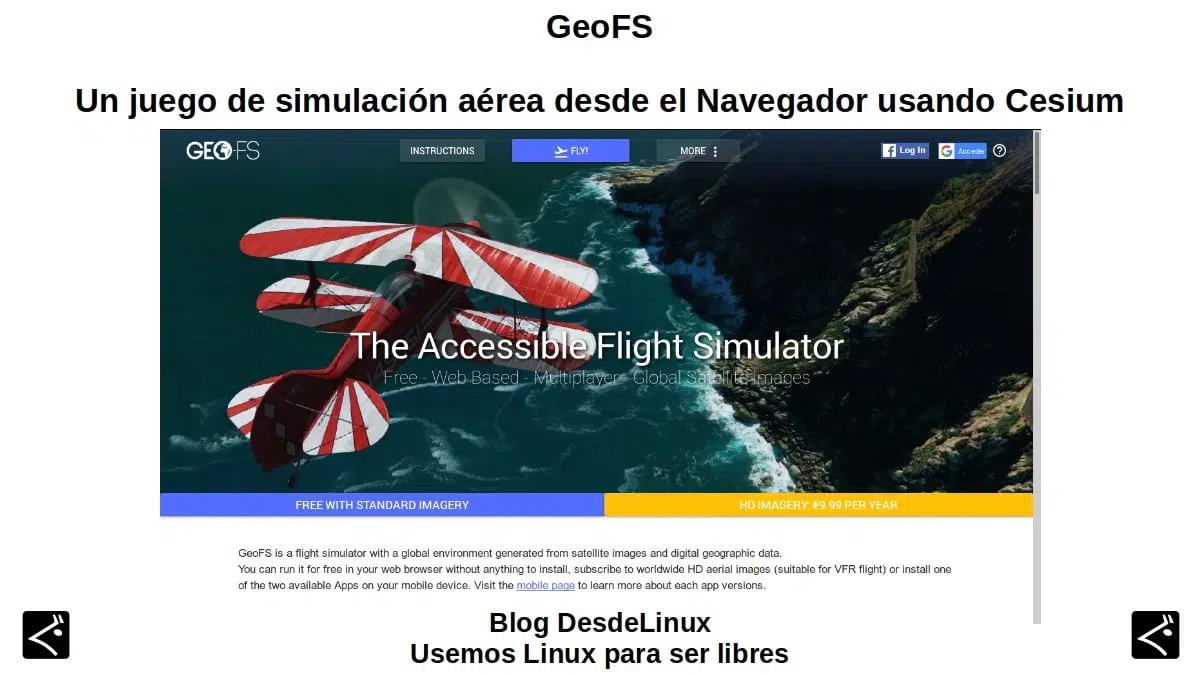 GeoFS
Un juego de simulación aérea desde el Navegador usando Cesium
GEO-FS INSTRUCTIONS FLY! MORE Log In Acceder
The Accessible Flight Simulator
Free - Web Based - Multiplayer - Global Satellite Images
FREE WITH STANDARD IMAGERY HD IMAGERY: €9.99 PER YEAR
GeoFS is a flight simulator with a global environment generated from satellite images and digital geographic data.
You can run it for free in your web browser without anything to install, subscribe to worldwide HD aerial images (suitable for VFR flight) or install one
of the two available Apps on your mobile device. Visit the mobile page to learn more about each app versions.
Blog DesdeLinux
Usemos Linux para ser libres